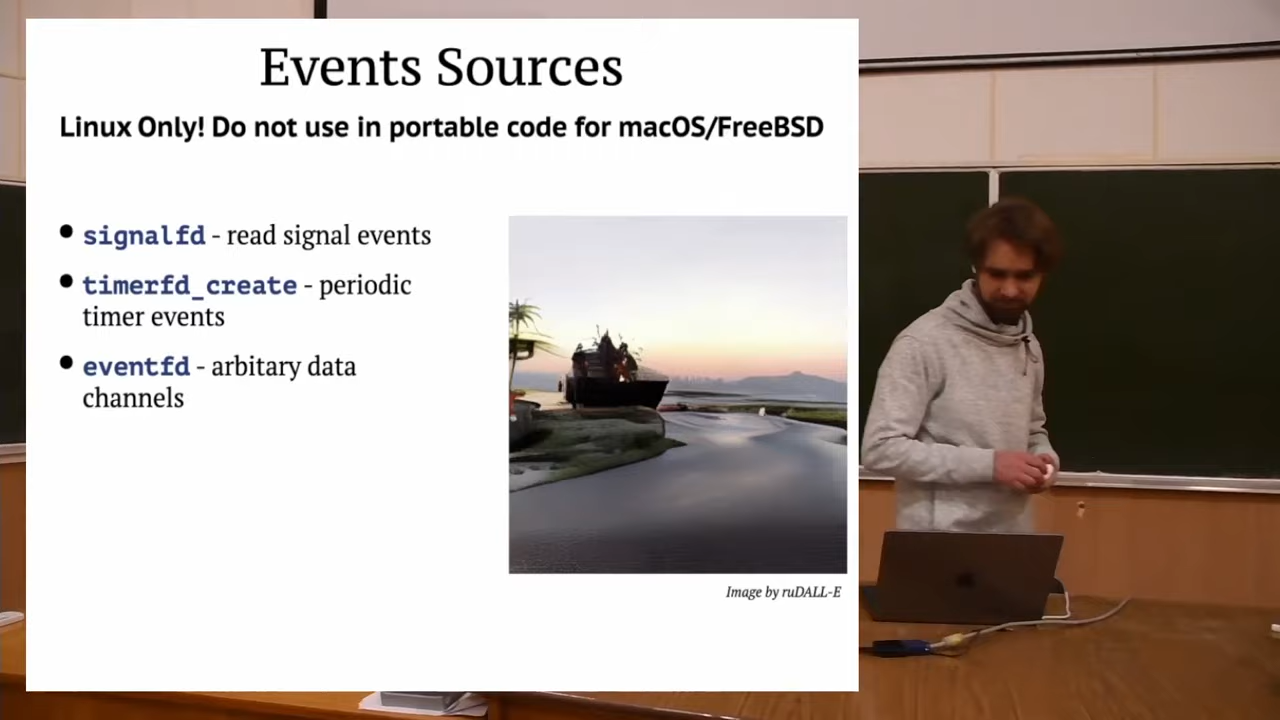 Events Sources
Linux Only! Do not use in portable code for macOS/FreeBSD
• signalfd - read signal events
• timerfd_create - periodic
timer events
• eventfd - arbitary data
channels
Image by ruDALL-E